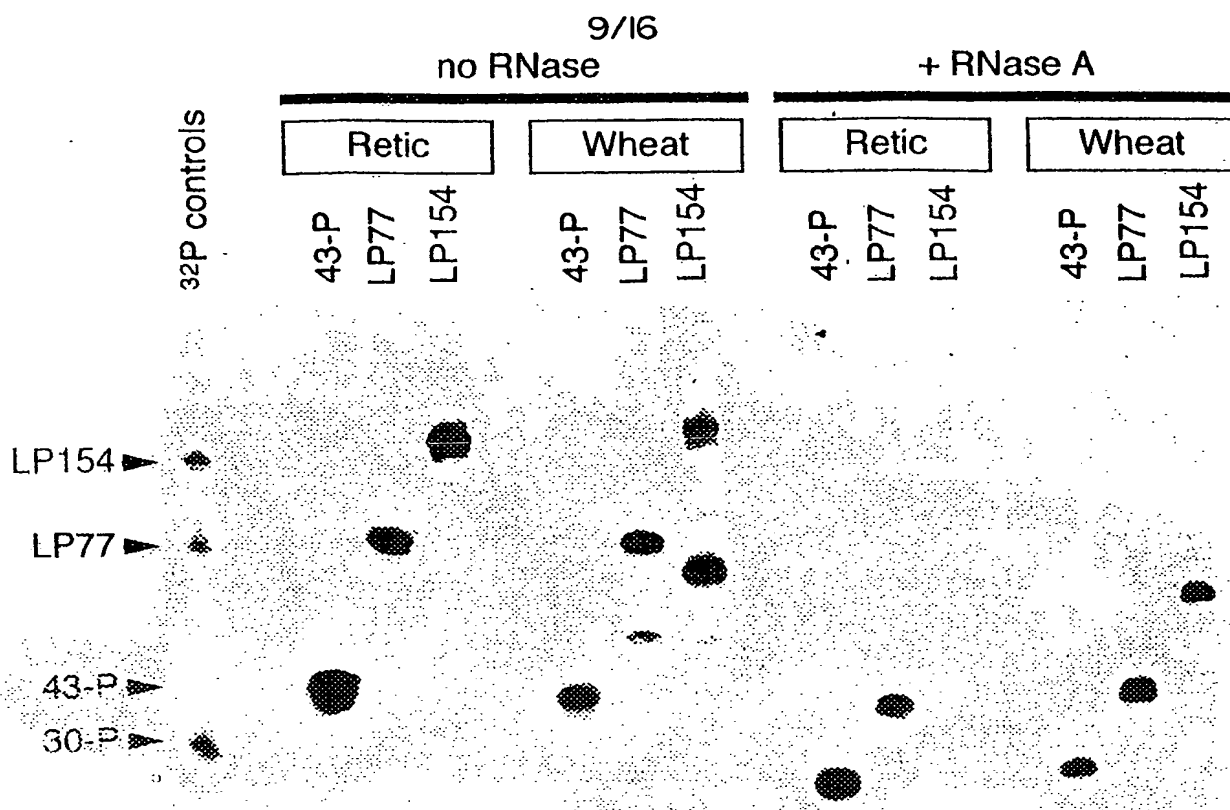 9/16
no RNase + RNase A
Retic Wheat Retic Wheat
32P controls 43-P LP77 LP154 43-P LP77 LP154 43-P LP77 LP154 43-P LP77 LP154
LP154
LP77
43-P
30-P